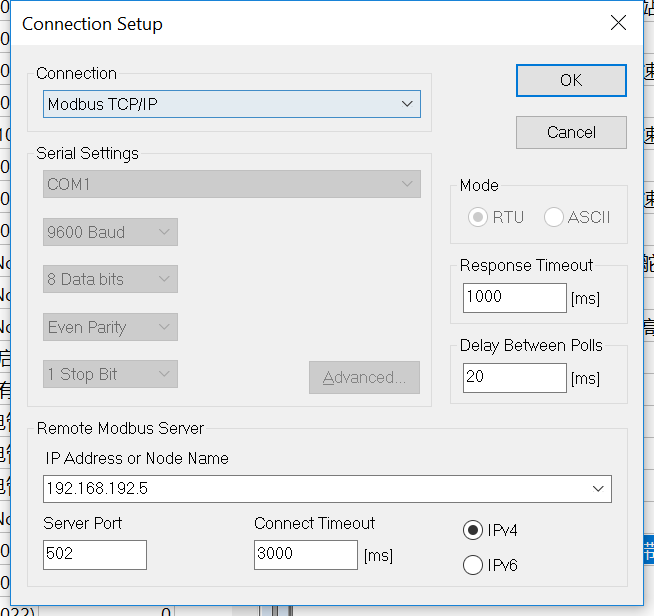 Connection Setup
Connection
Modbus TCP/IP
OK
Cancel
Serial Settings
COM1
9600 Baud
8 Data bits
Even Parity
1 Stop Bit
Advanced...
Mode
RTU
ASCII
Response Timeout
1000 [ms]
Delay Between Polls
20 [ms]
Remote Modbus Server
IP Address or Node Name
192.168.192.5
Server Port
502
Connect Timeout
3000 [ms]
IPv4
IPv6
022)
0